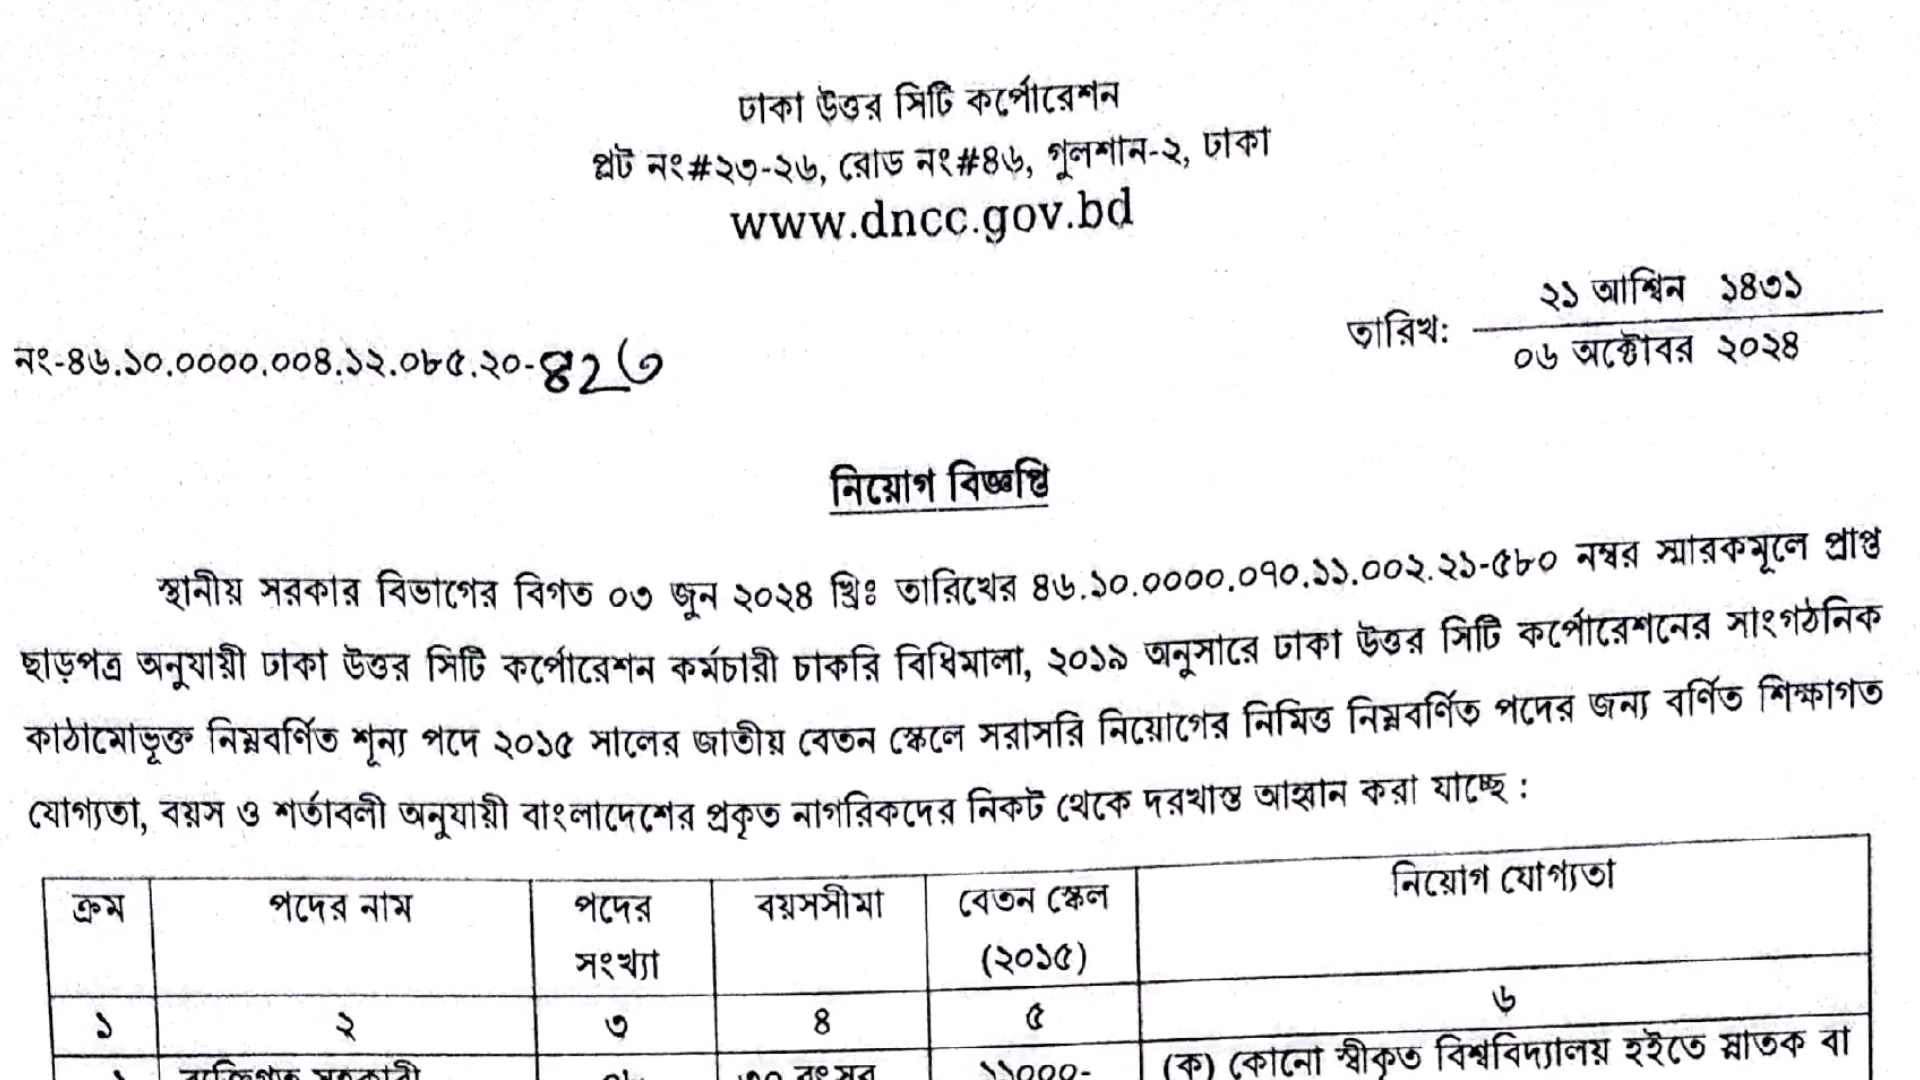 ঢাকা উত্তর সিটি কর্পোরেশন
প্লট নং#২৩-২৬, রোড নং#৪৬, গুলশান-২, ঢাকা
www.dncc.gov.bd
২১ আশ্বিন ১৪৩১
তারিখ:
০৬ অক্টোবর ২০২৪
নং-৪৬.১০.০০০০.০০৪.১২.০৮৫.২০-
নিয়োগ বিজ্ঞপ্তি
স্থানীয় সরকার বিভাগের বিগত ০৩ জুন ২০২৪ খ্রিঃ তারিখের ৪৬.১০.০০০০.০৭০.১১.০০২.২১-৫৮০ নম্বর স্মারকমূলে প্রাপ্ত
ছাড়পত্র অনুযায়ী ঢাকা উত্তর সিটি কর্পোরেশন কর্মচারী চাকরি বিধিমালা, ২০১৯ অনুসারে ঢাকা উত্তর সিটি কর্পোরেশনের সাংগঠনিক
কাঠামোভূক্ত নিম্নবর্ণিত শূন্য পদে ২০১৫ সালের জাতীয় বেতন স্কেলে সরাসরি নিয়োগের নিমিত্ত নিম্নবর্ণিত পদের জন্য বর্ণিত শিক্ষাগত
যোগ্যতা, বয়স ও শর্তাবলী অনুযায়ী বাংলাদেশের প্রকৃত নাগরিকদের নিকট থেকে দরখাস্ত আহ্বান করা যাচ্ছে :
ক্রম পদের নাম পদের সংখ্যা বয়সসীমা বেতন স্কেল (২০১৫) নিয়োগ যোগ্যতা
১ ২ ৩ ৪ ৫ ৬
(ক) কোনো স্বীকৃত বিশ্ববিদ্যালয় হইতে স্নাতক বা